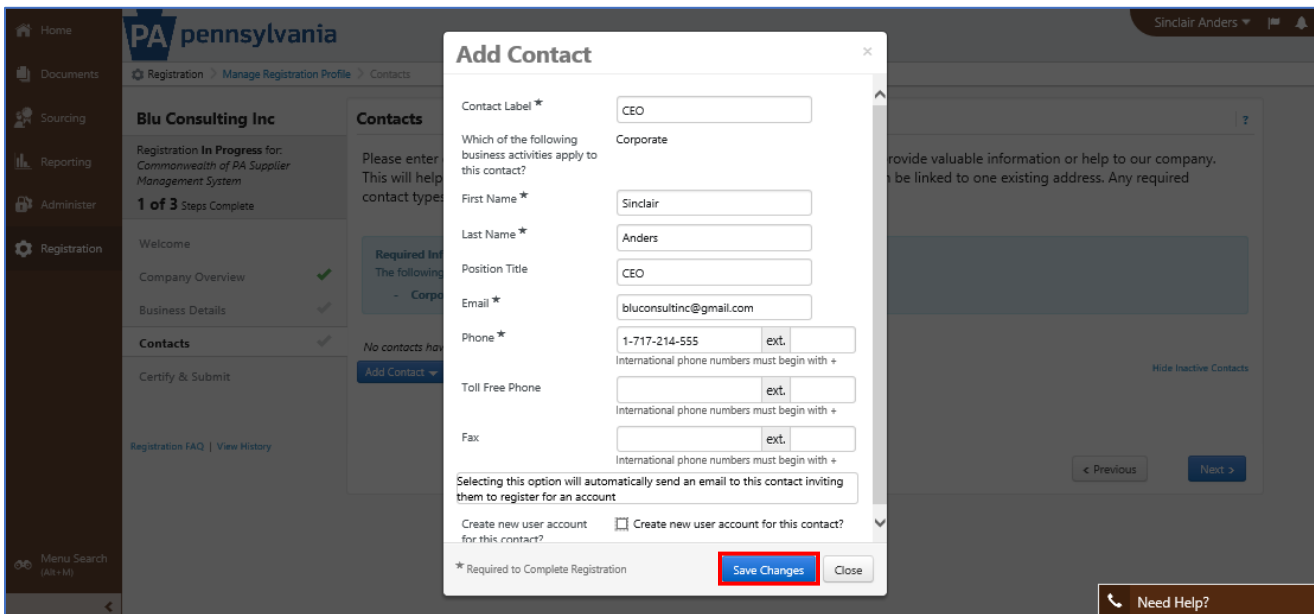 Home
Documents
Sourcing
Reporting
Administer
Registration
Menu Search
(Alt+M)
PA pennsylvania
Sinclair Anders
Registration > Manage Registration Profile > Contacts
Blu Consulting Inc
Registration In Progress for:
Commonwealth of PA Supplier
Management System
1 of 3 Steps Complete
Welcome
Company Overview
Business Details
Contacts
Certify & Submit
Registration FAQ | View History
Contacts
?
Please enter
rovide valuable information or help to our company.
This will help
be linked to one existing address. Any required
contact types
Required Inf
The following
- Corpo
No contacts hav
Add Contact
Hide Inactive Contacts
< Previous
Next >
Add Contact
×
Contact Label ★
CEO
Which of the following
business activities apply to
this contact?
Corporate
First Name ★
Sinclair
Last Name ★
Anders
Position Title
CEO
Email ★
bluconsultinc@gmail.com
Phone ★
1-717-214-555 ext.
International phone numbers must begin with +
Toll Free Phone
ext.
International phone numbers must begin with +
Fax
ext.
International phone numbers must begin with +
Selecting this option will automatically send an email to this contact inviting
them to register for an account
Create new user account
for this contact?
Create new user account for this contact?
★ Required to Complete Registration
Save Changes
Close
Need Help?